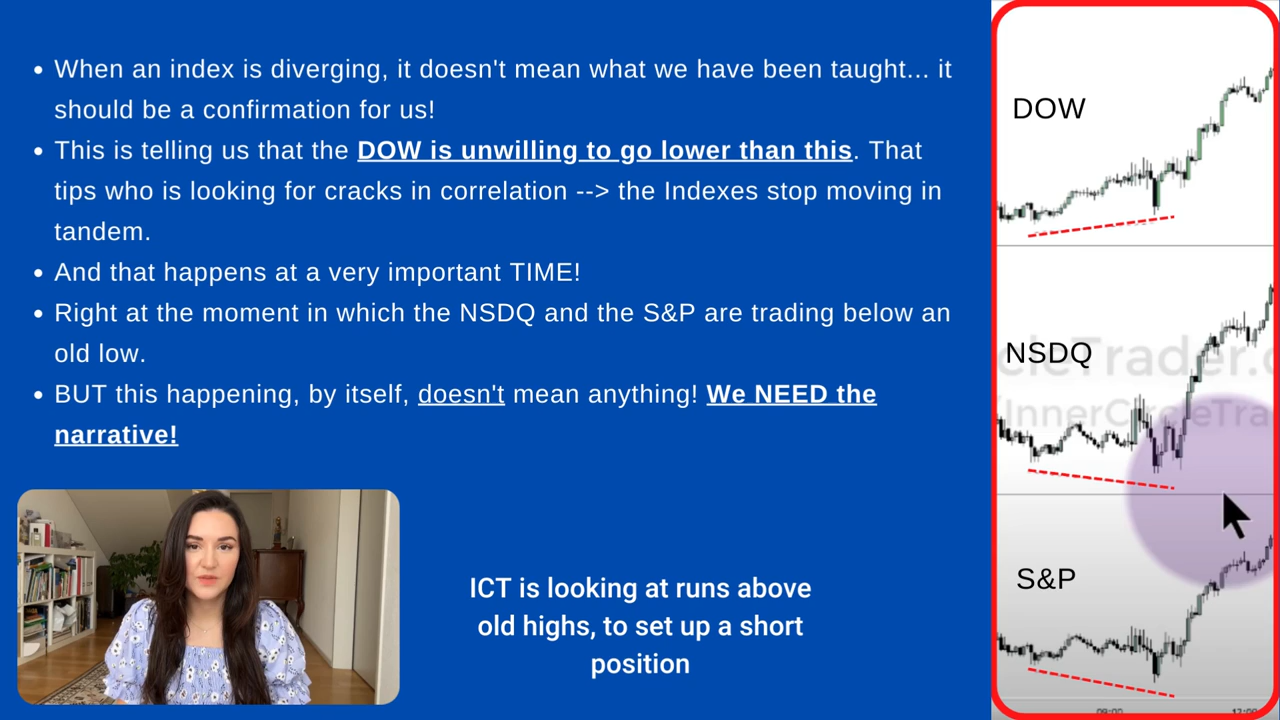 When an index is diverging, it doesn't mean what we have been taught... it
should be a confirmation for us!
This is telling us that the DOW is unwilling to go lower than this. That
tips who is looking for cracks in correlation --> the Indexes stop moving in
tandem.
And that happens at a very important TIME!
Right at the moment in which the NSDQ and the S&P are trading below an
old low.
BUT this happening, by itself, doesn't mean anything! We NEED the
narrative!
ICT is looking at runs above
old highs, to set up a short
position
DOW
cleTrader.c
NSDQ
InnerCircleTra
S&P